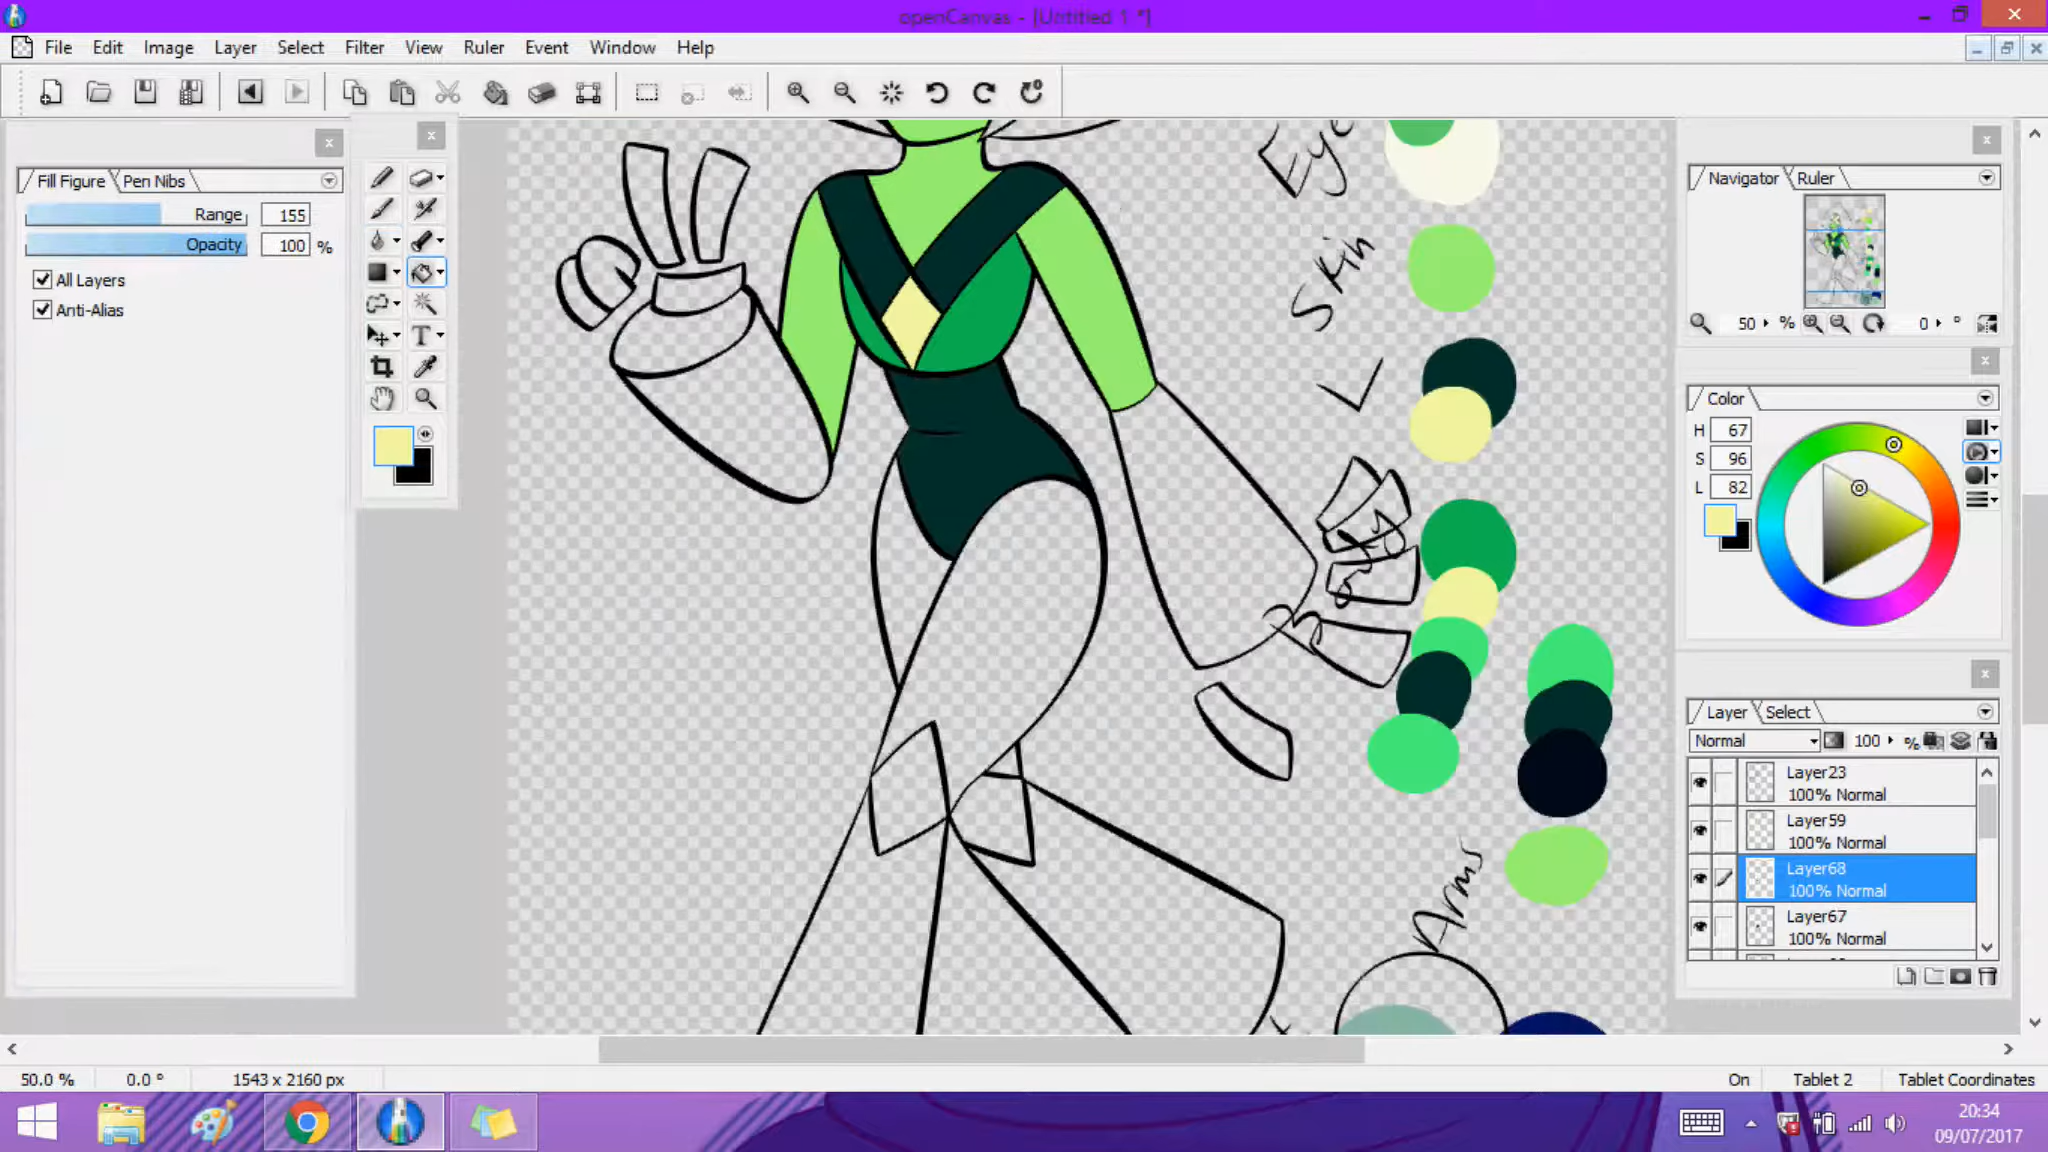 openCanvas - [Untitled 1 *]
File Edit Image Layer Select Filter View Ruler Event Window Help
Fill Figure Pen Nibs
Range 155
Opacity 100 %
All Layers
Anti-Alias
T
Eye
Skin
L
Body
Arms
Navigator Ruler
50 % 0 °
Color
H 67
S 96
L 82
Layer Select
Normal 100 %
Layer23
100% Normal
Layer59
100% Normal
Layer68
100% Normal
Layer67
100% Normal
50.0 % 0.0 ° 1543 x 2160 px On Tablet 2 Tablet Coordinates
20:34
09/07/2017